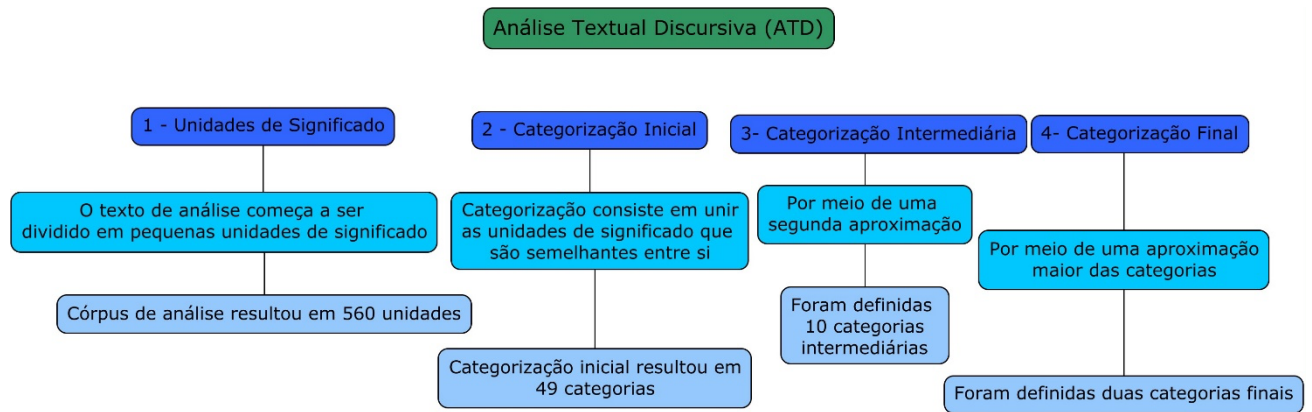 Análise Textual Discursiva (ATD)
1 - Unidades de Significado
O texto de análise começa a ser
dividido em pequenas unidades de significado
Córpus de análise resultou em 560 unidades
2 - Categorização Inicial
Categorização consiste em unir
as unidades de significado que
são semelhantes entre si
Categorização inicial resultou em
49 categorias
3- Categorização Intermediária
Por meio de uma
segunda aproximação
Foram definidas
10 categorias
intermediárias
4- Categorização Final
Por meio de uma aproximação
maior das categorias
Foram definidas duas categorias finais